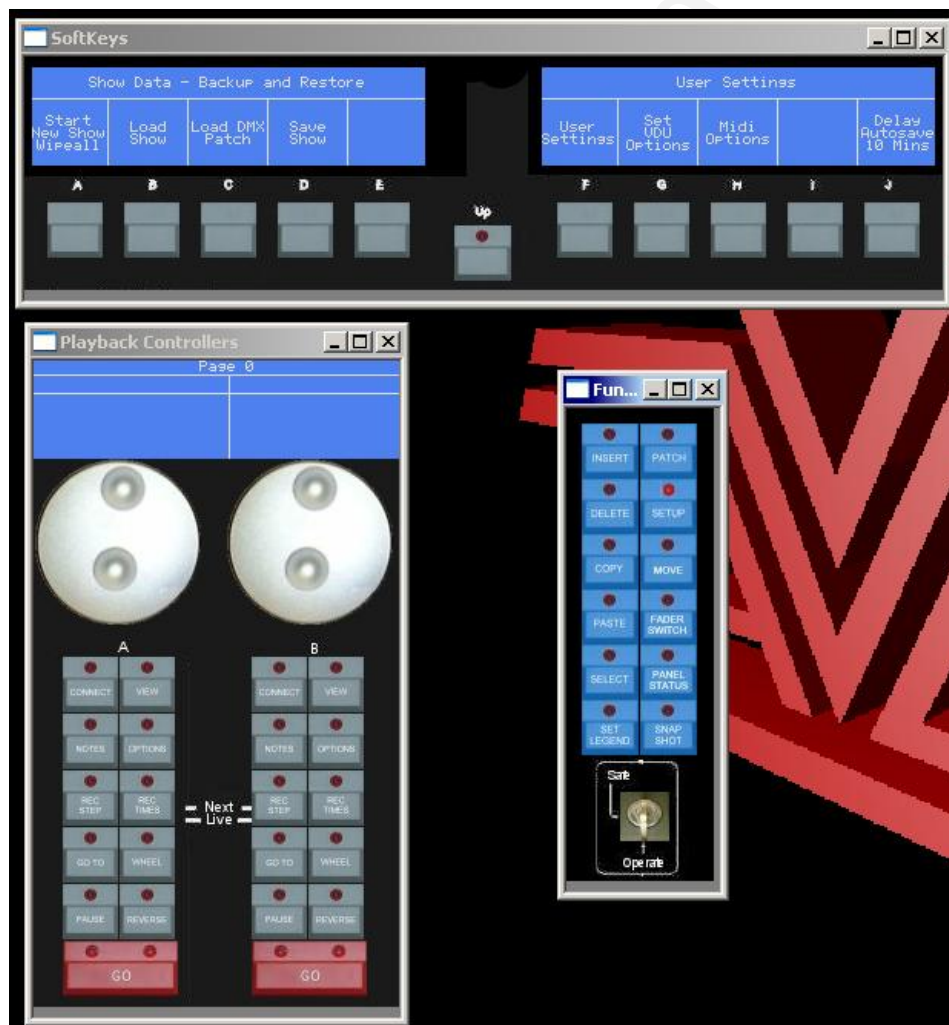 SoftKeys
Show Data - Backup and Restore
Start
New Show
Wipeall
Load
Show
Load DMX
Patch
Save
Show
User Settings
User
Settings
Set
VDU
Options
Midi
Options
Delay
Autosave
10 Mins
A B C D E
Up
F G H I J
Playback Controllers
Page 0
A B
CONNECT VIEW
NOTES OPTIONS
REC
STEP
REC
TIMES
GO TO WHEEL
PAUSE REVERSE
GO
Next
Live
CONNECT VIEW
NOTES OPTIONS
REC
STEP
REC
TIMES
GO TO WHEEL
PAUSE REVERSE
GO
Fun...
INSERT PATCH
DELETE SETUP
COPY MOVE
PASTE
FADER
SWITCH
SELECT
PANEL
STATUS
SET
LEGEND
SNAP
SHOT
Safe
Operate